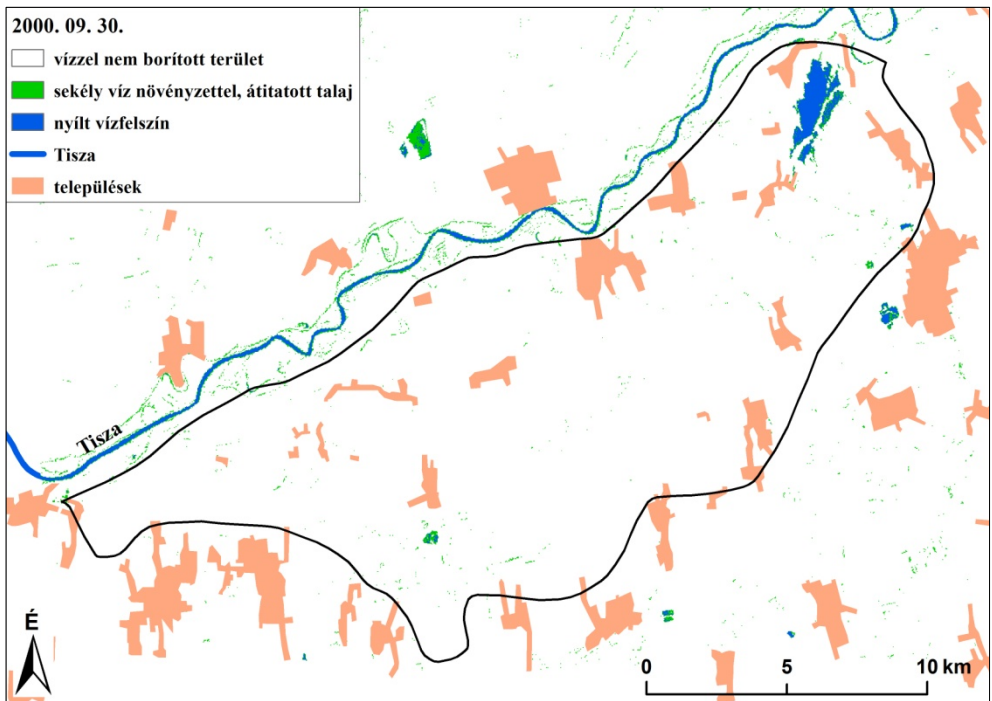 2000. 09. 30.
vízzel nem borított terület
sekély víz növényzettel, átitatott talaj
nyílt vízfelszín
Tisza
települések
Tisza
É
0 5 10 km